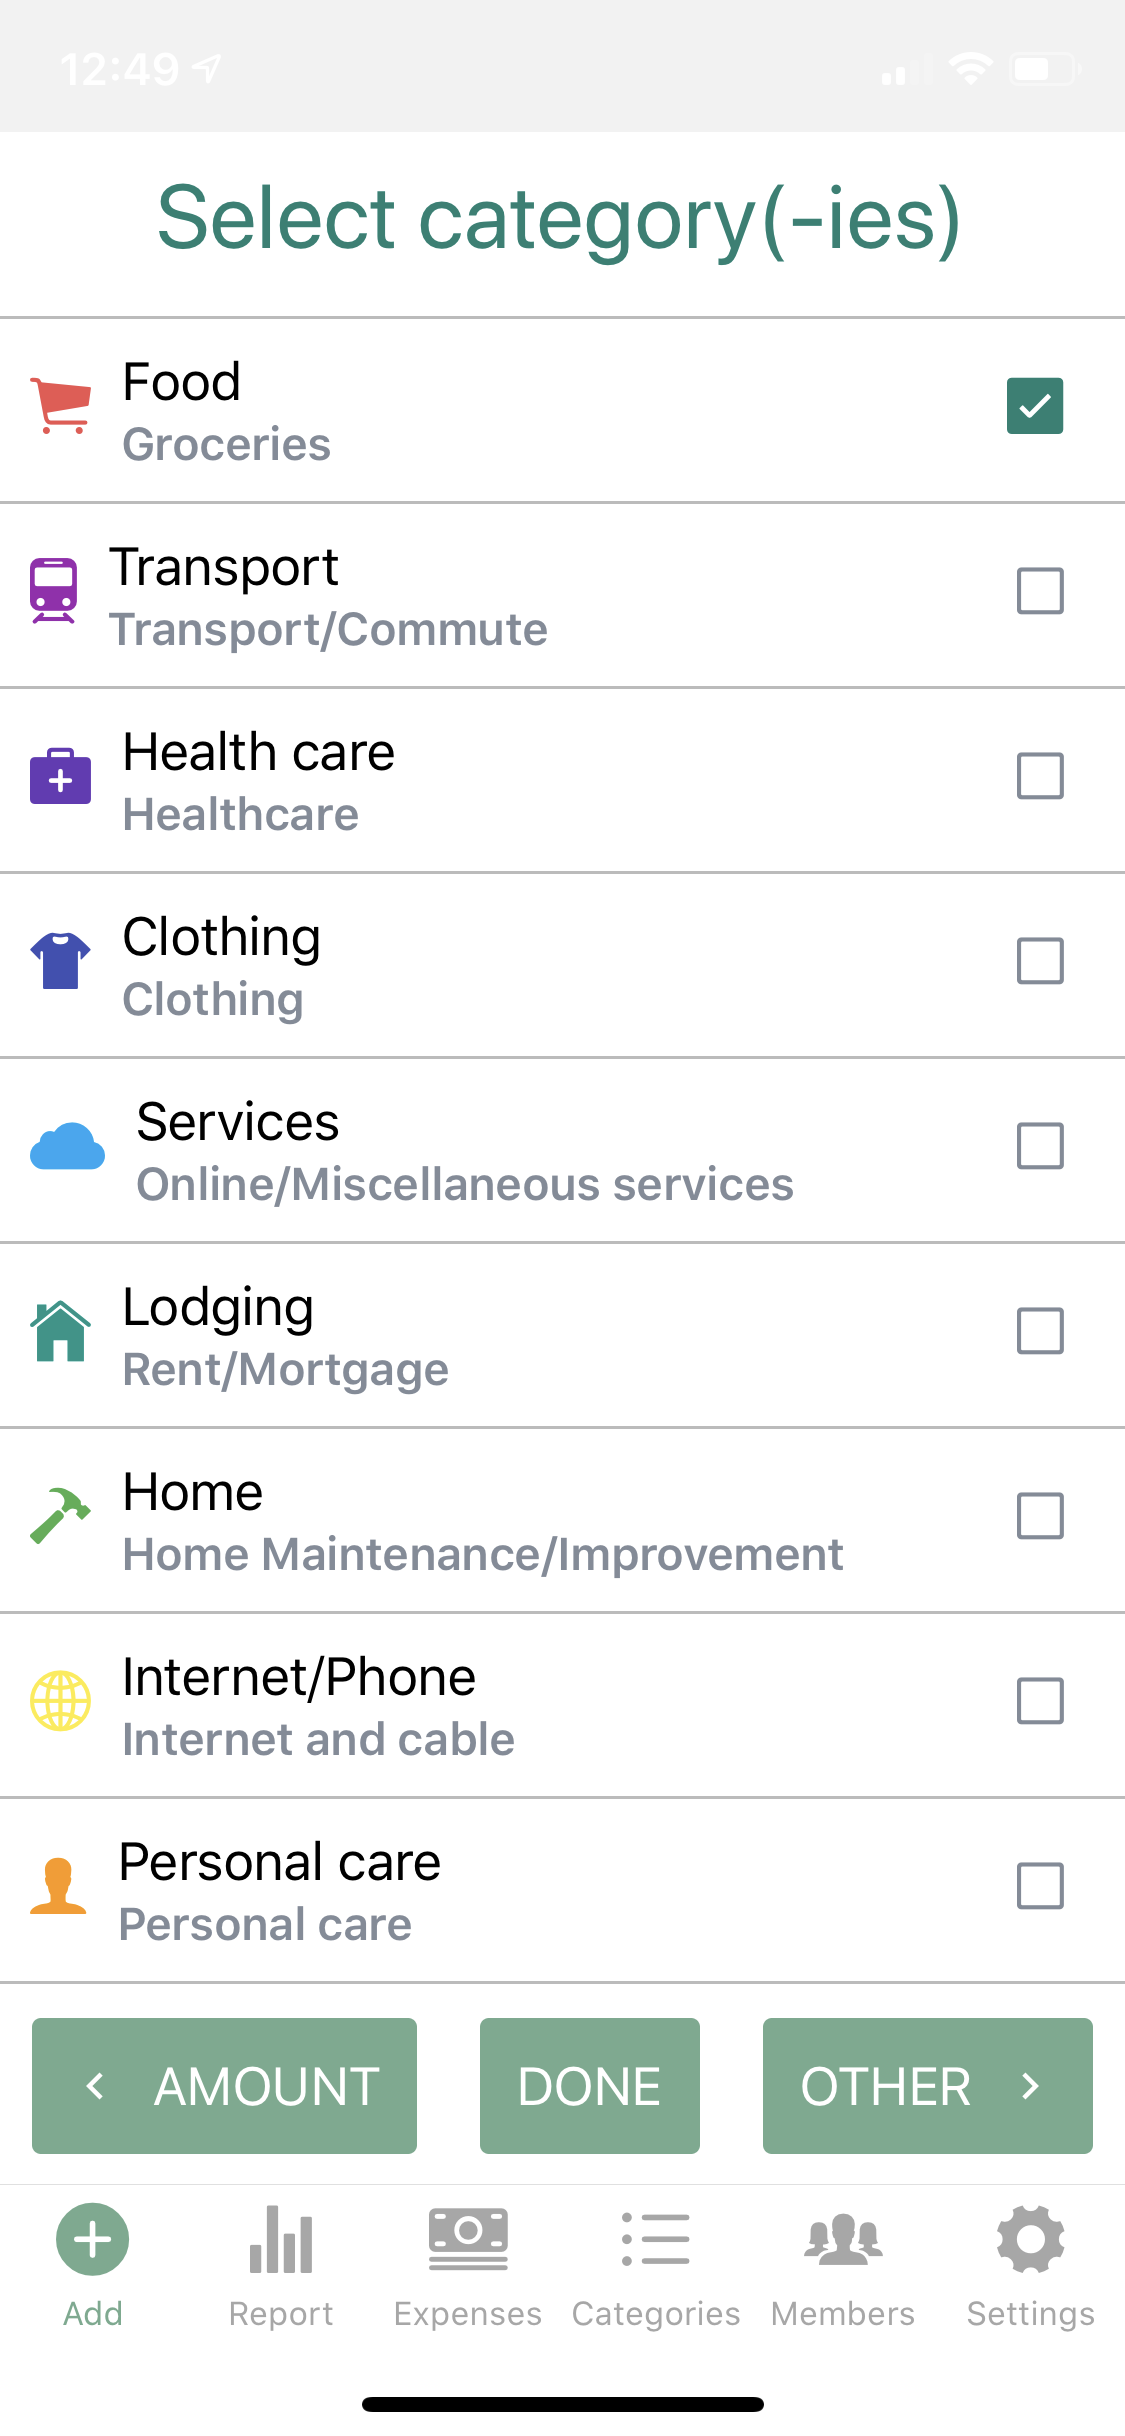 12:49
Select category(-ies)
Food
Groceries
Transport
Transport/Commute
Health care
Healthcare
Clothing
Clothing
Services
Online/Miscellaneous services
Lodging
Rent/Mortgage
Home
Home Maintenance/Improvement
Internet/Phone
Internet and cable
Personal care
Personal care
AMOUNT DONE OTHER
Add Report Expenses Categories Members Settings